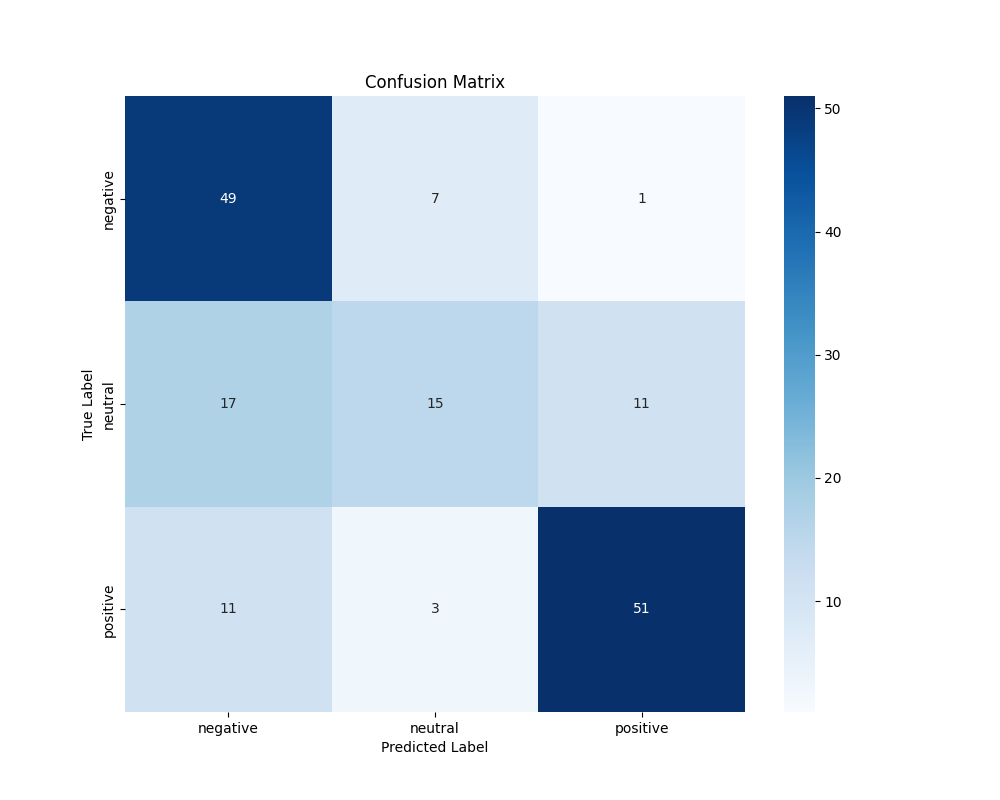 Confusion Matrix
True Label
negative
49 7 1
neutral
17 15 11
positive
11 3 51
negative neutral positive
Predicted Label
50
40
30
20
10